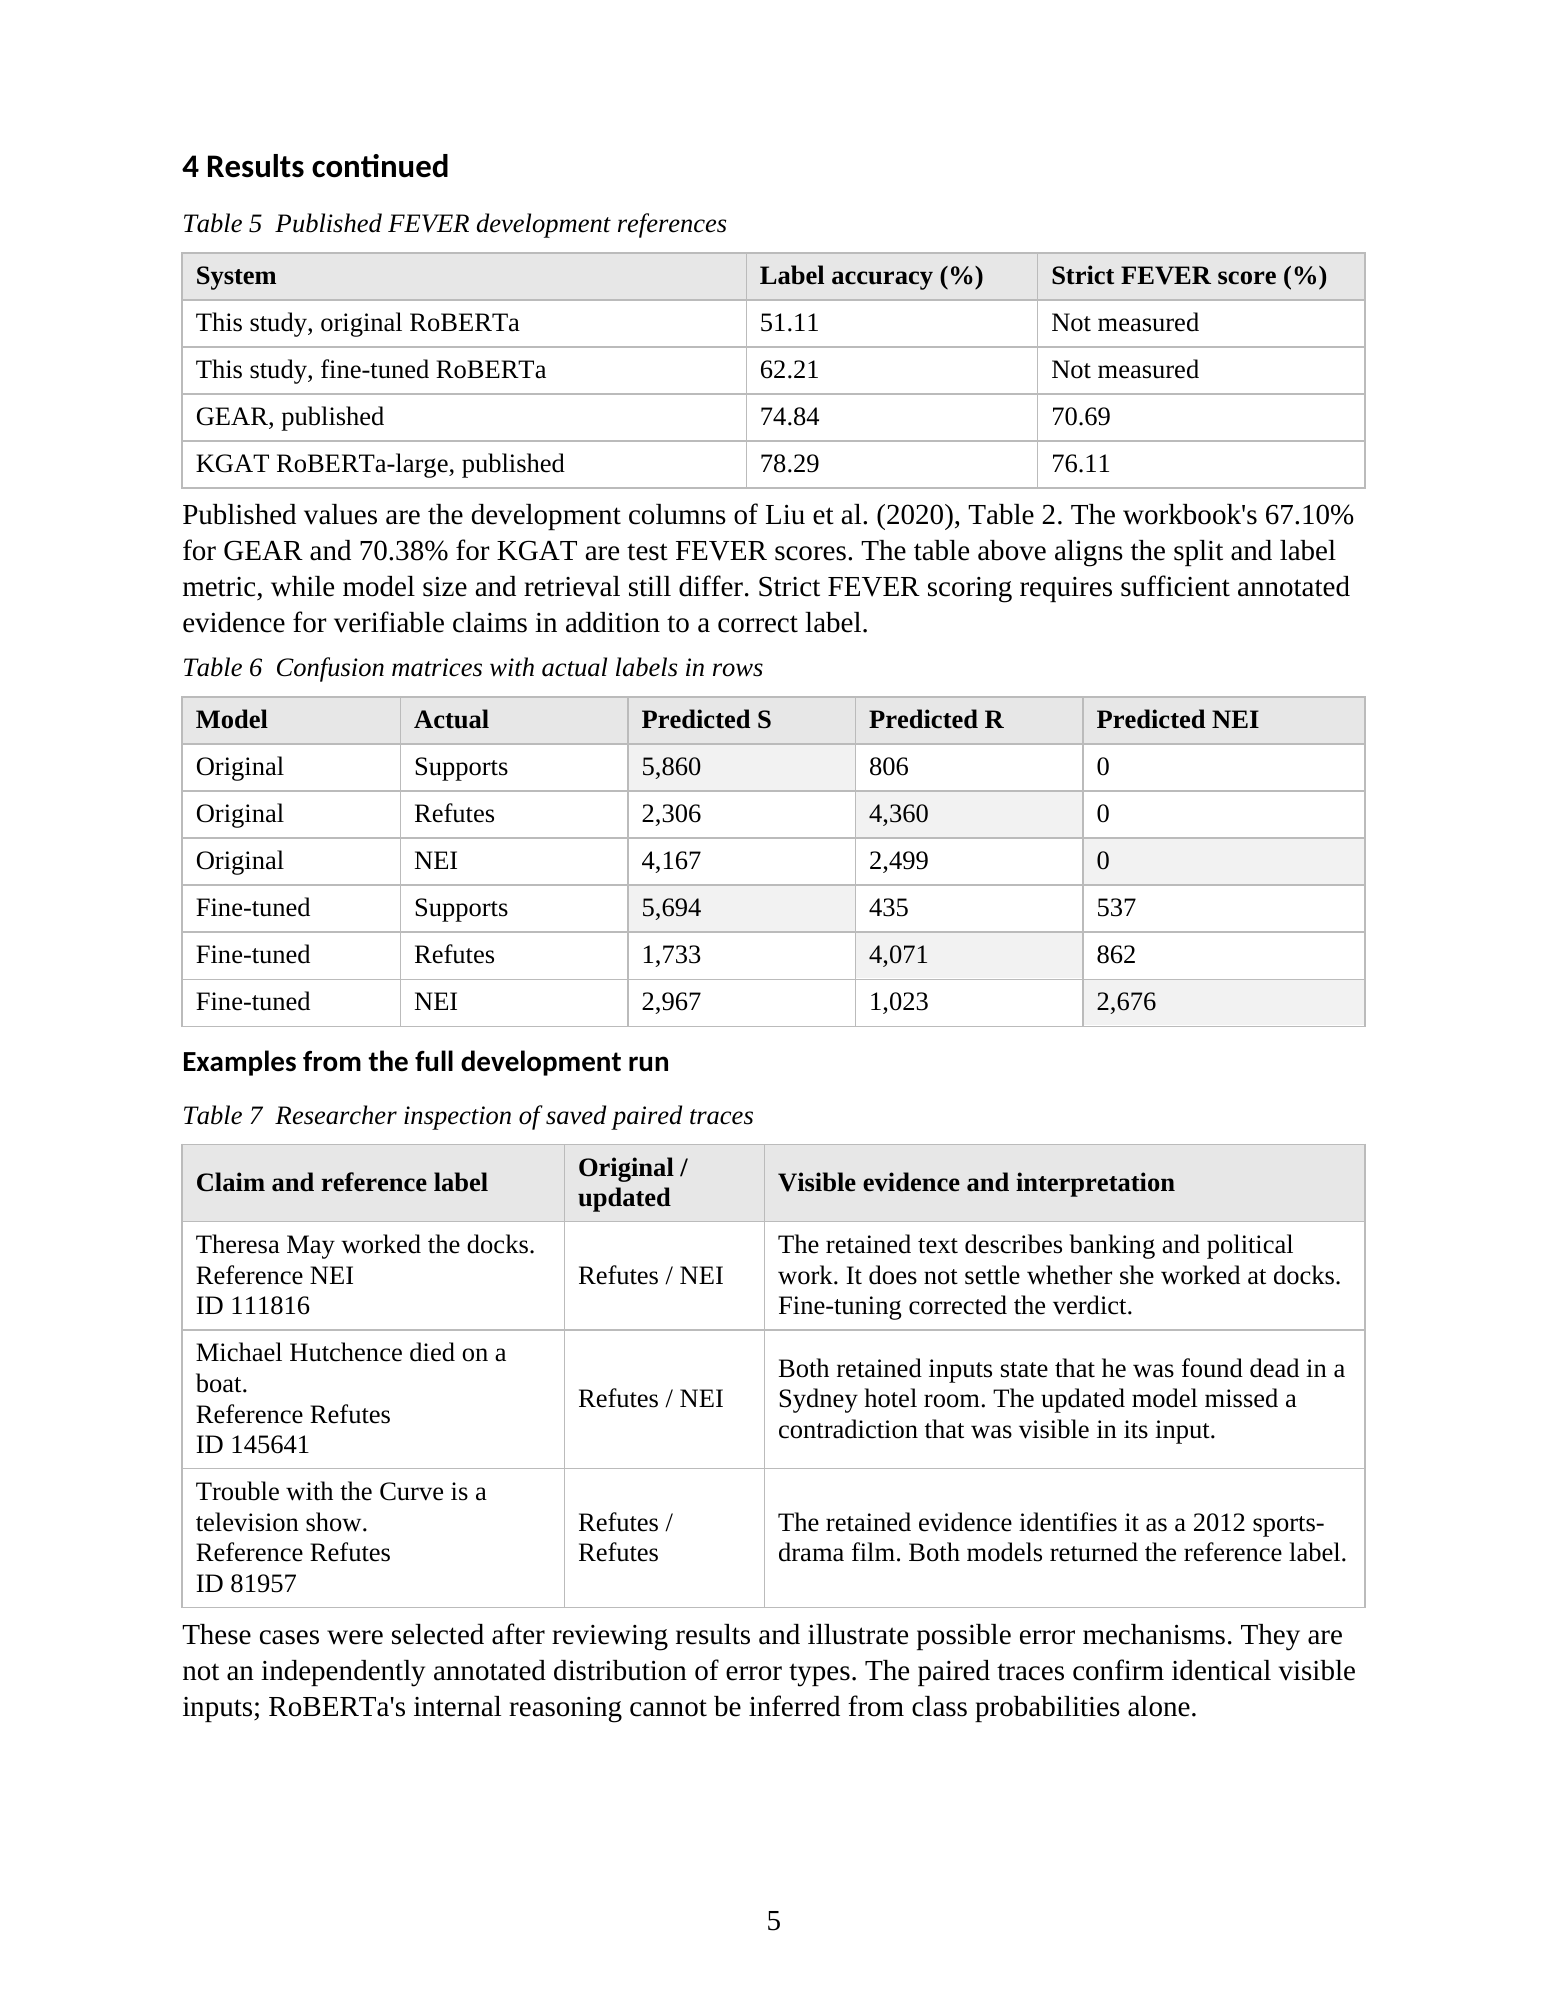 4 Results continued
Table 5 Published FEVER development references
System Label accuracy (%) Strict FEVER score (%)
This study, original RoBERTa 51.11 Not measured
This study, fine-tuned RoBERTa 62.21 Not measured
GEAR, published 74.84 70.69
KGAT RoBERTa-large, published 78.29 76.11
Published values are the development columns of Liu et al. (2020), Table 2. The workbook's 67.10%
for GEAR and 70.38% for KGAT are test FEVER scores. The table above aligns the split and label
metric, while model size and retrieval still differ. Strict FEVER scoring requires sufficient annotated
evidence for verifiable claims in addition to a correct label.
Table 6 Confusion matrices with actual labels in rows
Model Actual Predicted S Predicted R Predicted NEI
Original Supports 5,860 806 0
Original Refutes 2,306 4,360 0
Original NEI 4,167 2,499 0
Fine-tuned Supports 5,694 435 537
Fine-tuned Refutes 1,733 4,071 862
Fine-tuned NEI 2,967 1,023 2,676
Examples from the full development run
Table 7 Researcher inspection of saved paired traces
Claim and reference label
Original /
updated
Visible evidence and interpretation
Theresa May worked the docks.
Reference NEI
ID 111816
Refutes / NEI
The retained text describes banking and political
work. It does not settle whether she worked at docks.
Fine-tuning corrected the verdict.
Michael Hutchence died on a
boat.
Reference Refutes
ID 145641
Refutes / NEI
Both retained inputs state that he was found dead in a
Sydney hotel room. The updated model missed a
contradiction that was visible in its input.
Trouble with the Curve is a
television show.
Reference Refutes
ID 81957
Refutes /
Refutes
The retained evidence identifies it as a 2012 sports-
drama film. Both models returned the reference label.
These cases were selected after reviewing results and illustrate possible error mechanisms. They are
not an independently annotated distribution of error types. The paired traces confirm identical visible
inputs; RoBERTa's internal reasoning cannot be inferred from class probabilities alone.
5